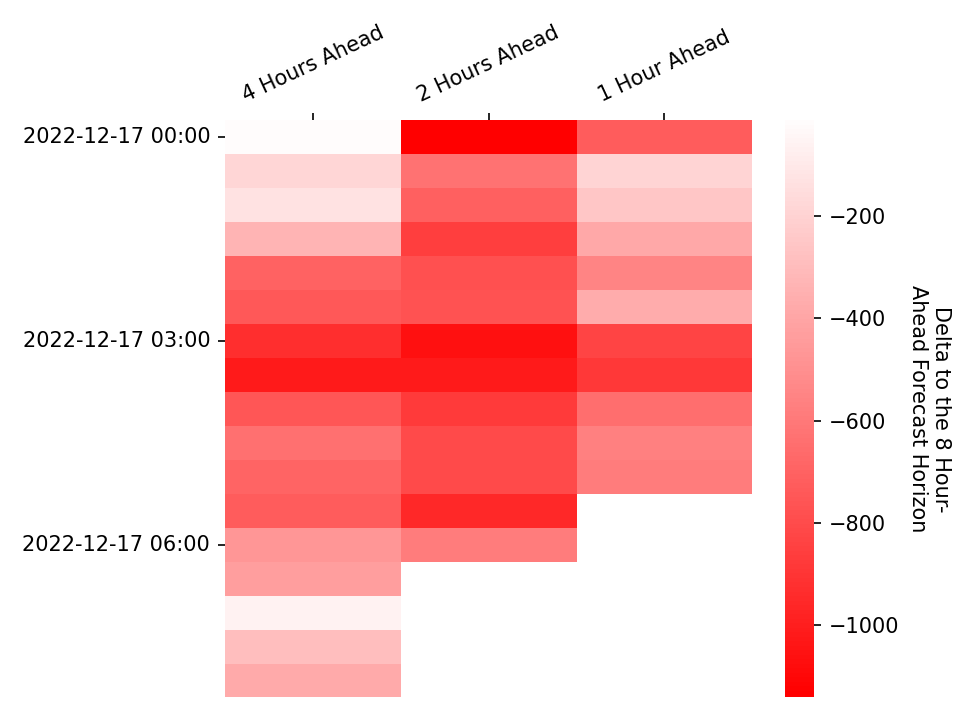 4 Hours Ahead
2 Hours Ahead
1 Hour Ahead
2022-12-17 00:00
2022-12-17 03:00
2022-12-17 06:00
−200
−400
−600
−800
−1000
Delta to the 8 Hour-
Ahead Forecast Horizon